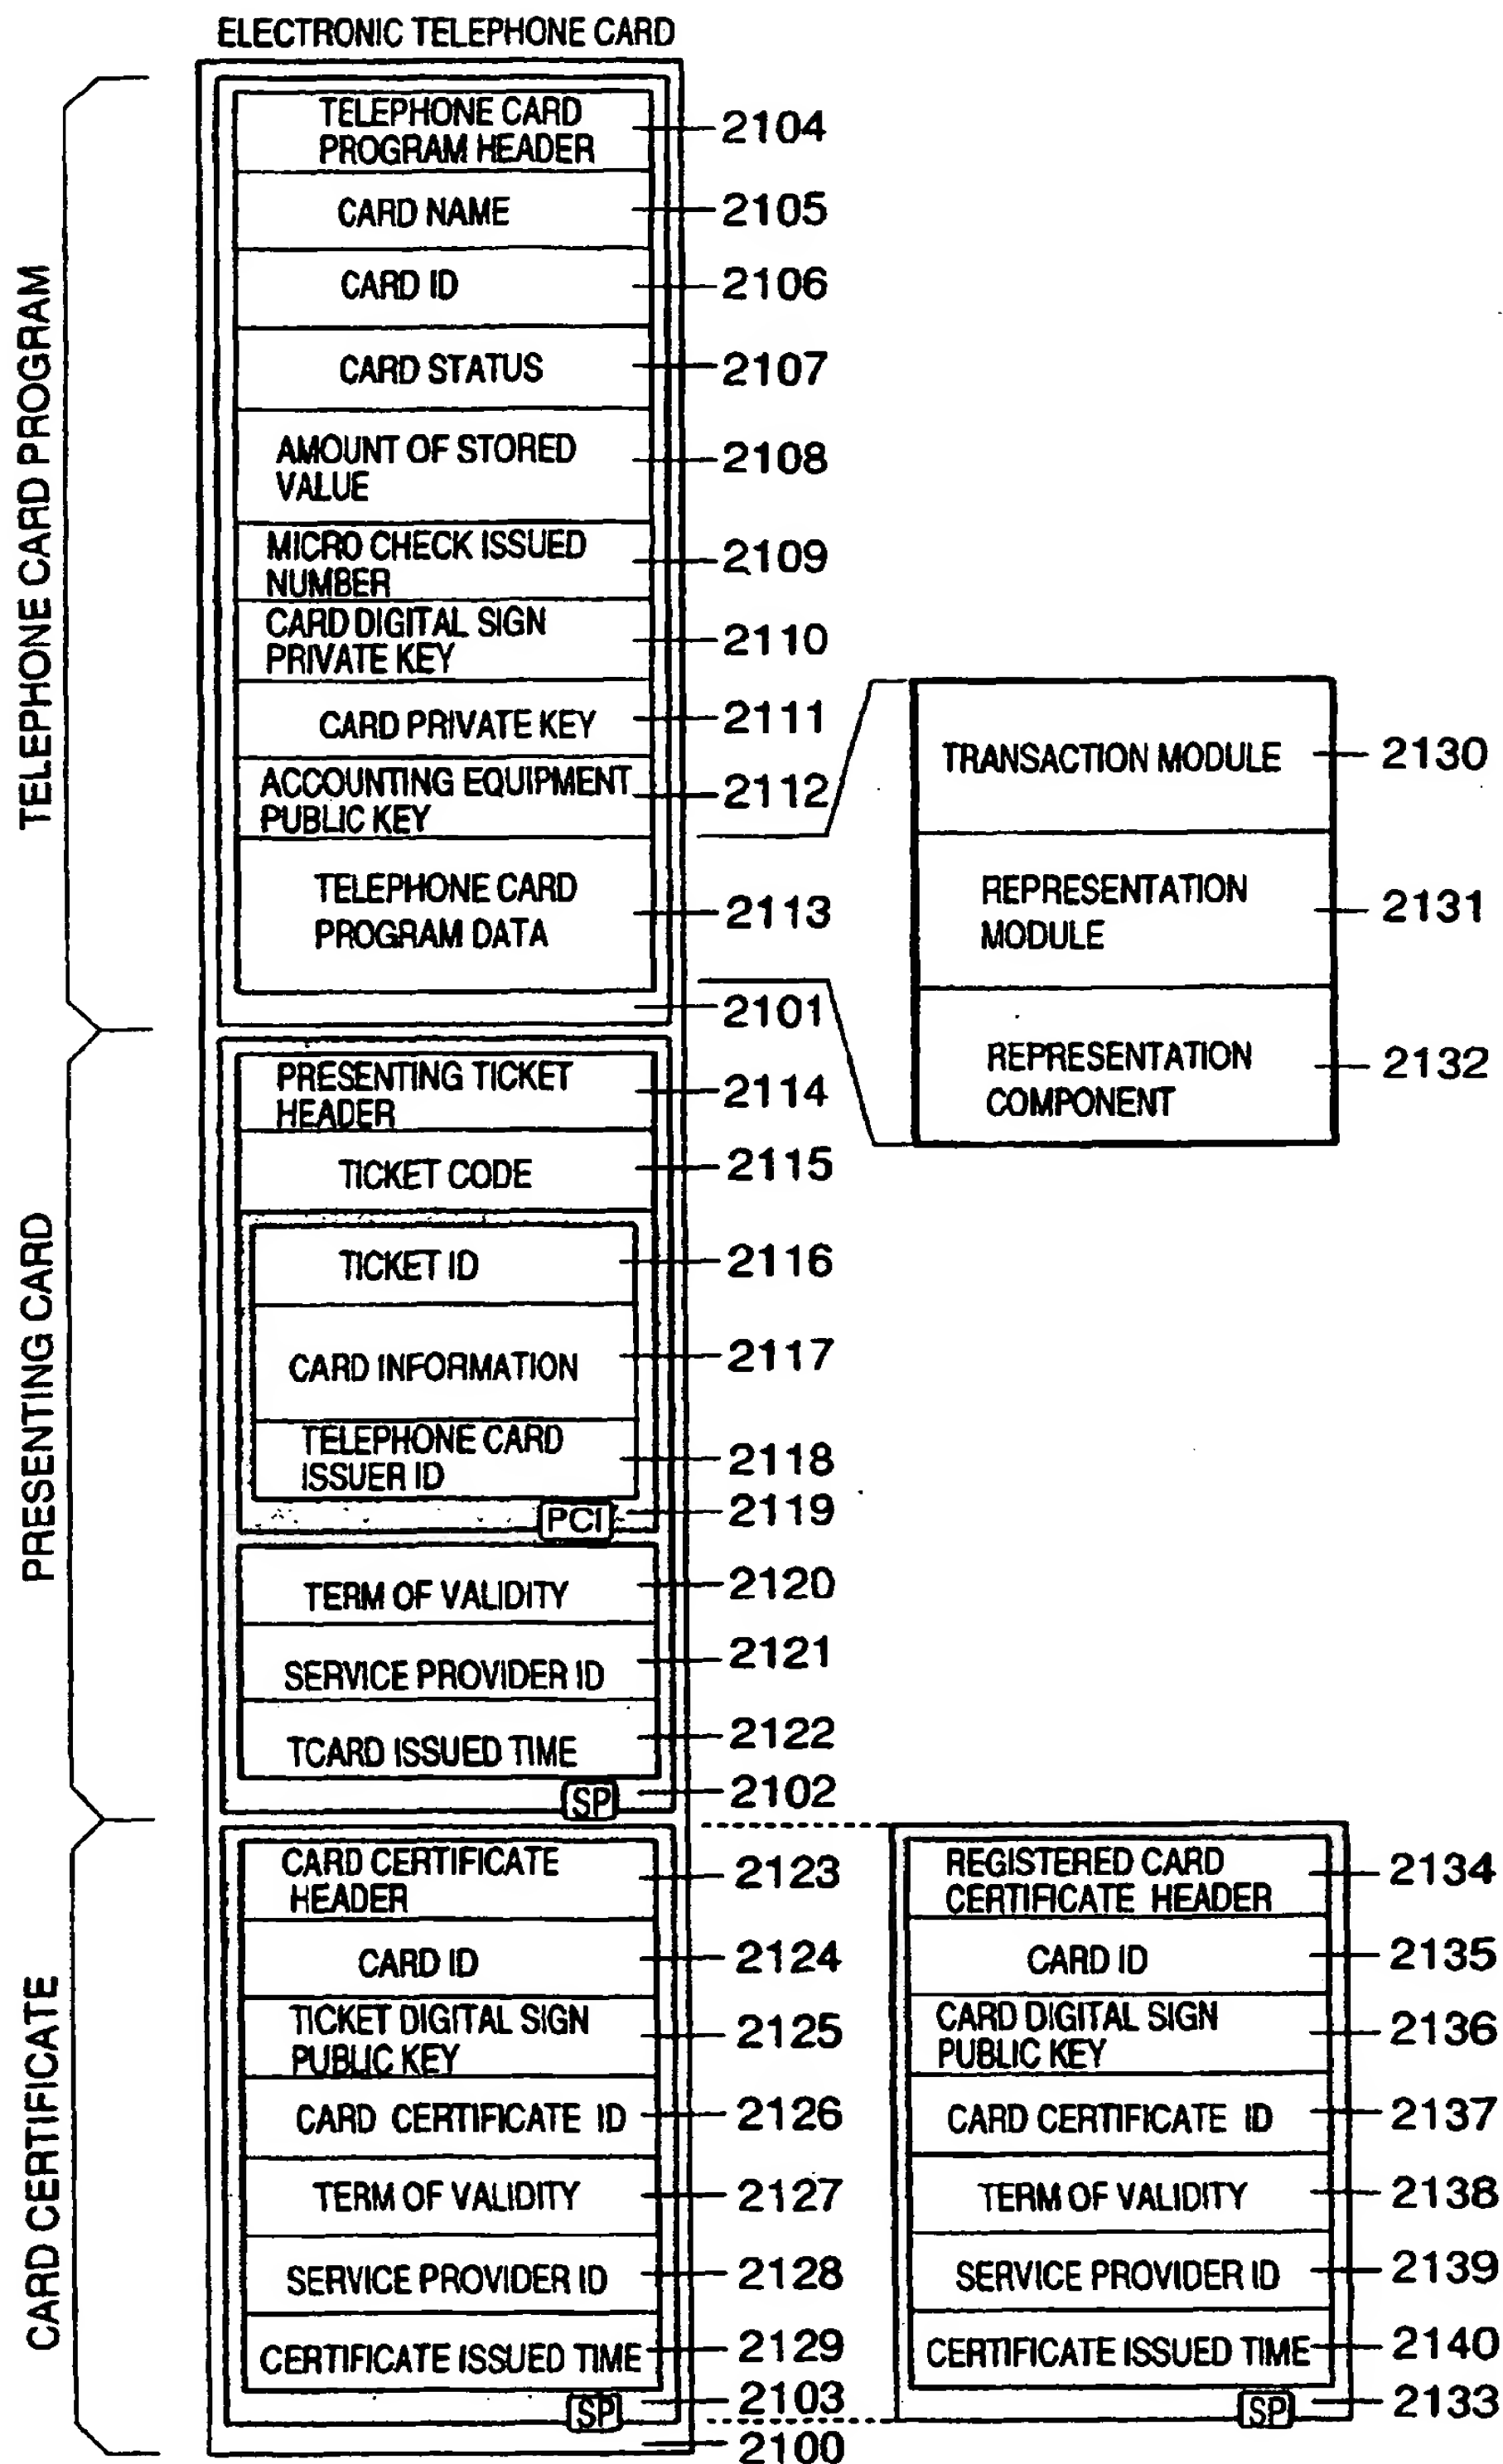 ELECTRONIC TELEPHONE CARD
TELEPHONE CARD PROGRAM
TELEPHONE CARD
PROGRAM HEADER
2104
CARD NAME
2105
CARD ID
2106
CARD STATUS
2107
AMOUNT OF STORED
VALUE
2108
MICRO CHECK ISSUED
NUMBER
2109
CARD DIGITAL SIGN
PRIVATE KEY
2110
CARD PRIVATE KEY
2111
ACCOUNTING EQUIPMENT
PUBLIC KEY
2112
TELEPHONE CARD
PROGRAM DATA
2113
2101
TRANSACTION MODULE
2130
REPRESENTATION
MODULE
2131
REPRESENTATION
COMPONENT
2132
PRESENTING CARD
PRESENTING TICKET
HEADER
2114
TICKET CODE
2115
TICKET ID
2116
CARD INFORMATION
2117
TELEPHONE CARD
ISSUER ID
2118
PCI
2119
TERM OF VALIDITY
2120
SERVICE PROVIDER ID
2121
TCARD ISSUED TIME
2122
SP
2102
CARD CERTIFICATE
CARD CERTIFICATE
HEADER
2123
CARD ID
2124
TICKET DIGITAL SIGN
PUBLIC KEY
2125
CARD CERTIFICATE ID
2126
TERM OF VALIDITY
2127
SERVICE PROVIDER ID
2128
CERTIFICATE ISSUED TIME
2129
SP
2103
2100
REGISTERED CARD
CERTIFICATE HEADER
2134
CARD ID
2135
CARD DIGITAL SIGN
PUBLIC KEY
2136
CARD CERTIFICATE ID
2137
TERM OF VALIDITY
2138
SERVICE PROVIDER ID
2139
CERTIFICATE ISSUED TIME
2140
SP
2133